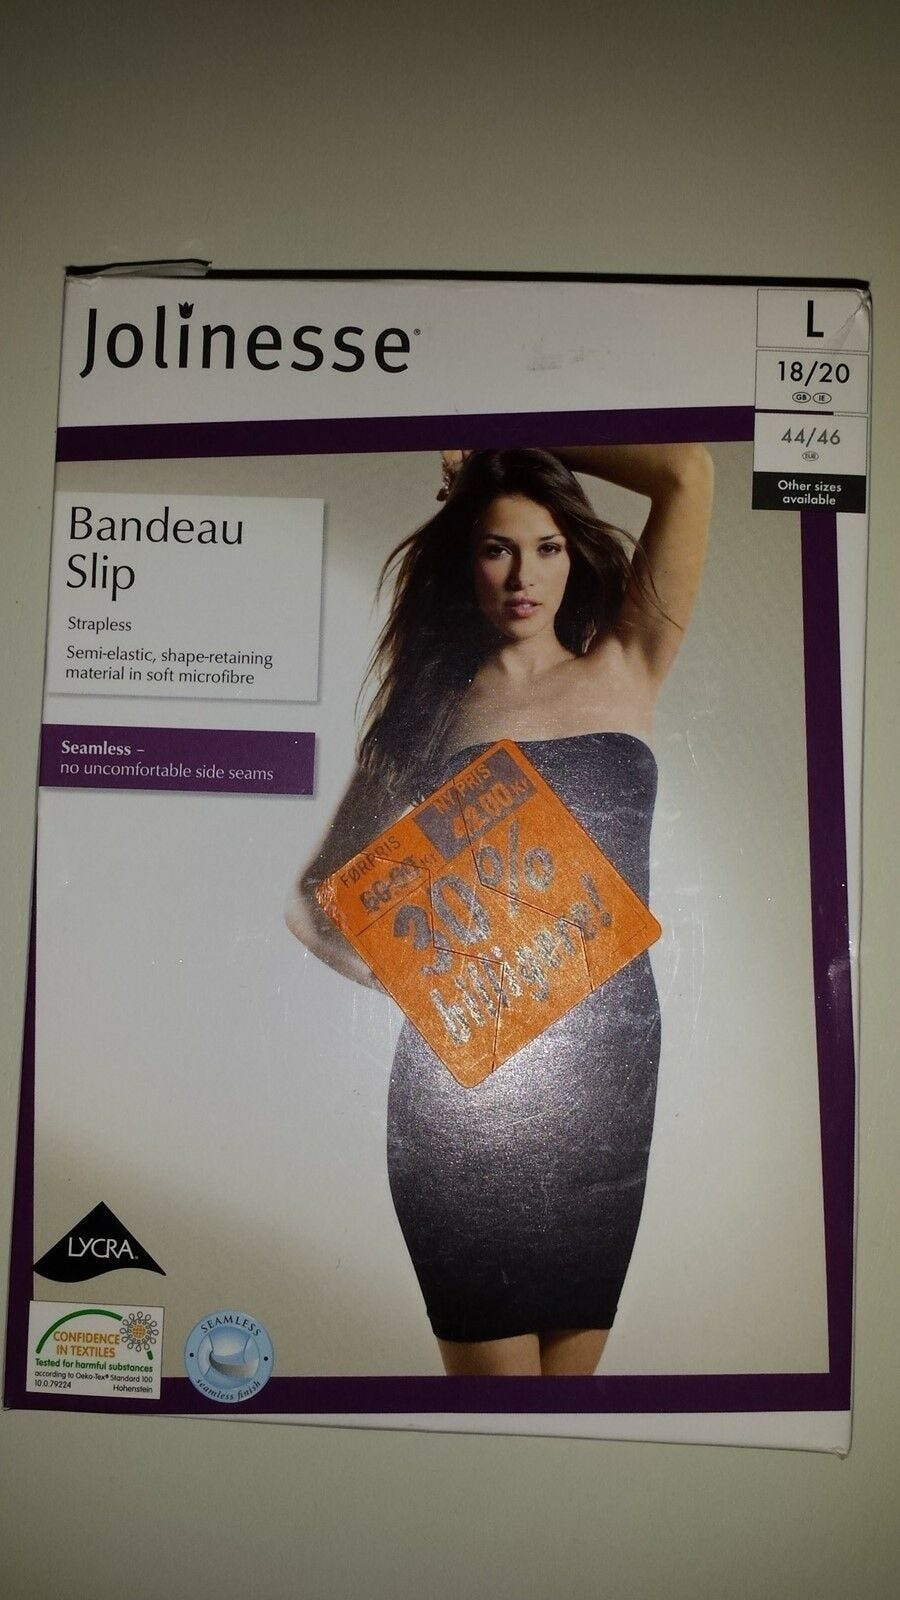 Jolinesse®
L
18/20
GB IE
44/46
EUR
Other sizes
available
Bandeau
Slip
Strapless
Semi-elastic, shape-retaining
material in soft microfibre
Seamless –
no uncomfortable side seams
FØRPRIS
NY PRIS
30%
billigere!
LYCRA®
CONFIDENCE
IN TEXTILES
Tested for harmful substances
according to Oeko-Tex® Standard 100
10.0.79224 Hohenstein
SEAMLESS
seamless finish